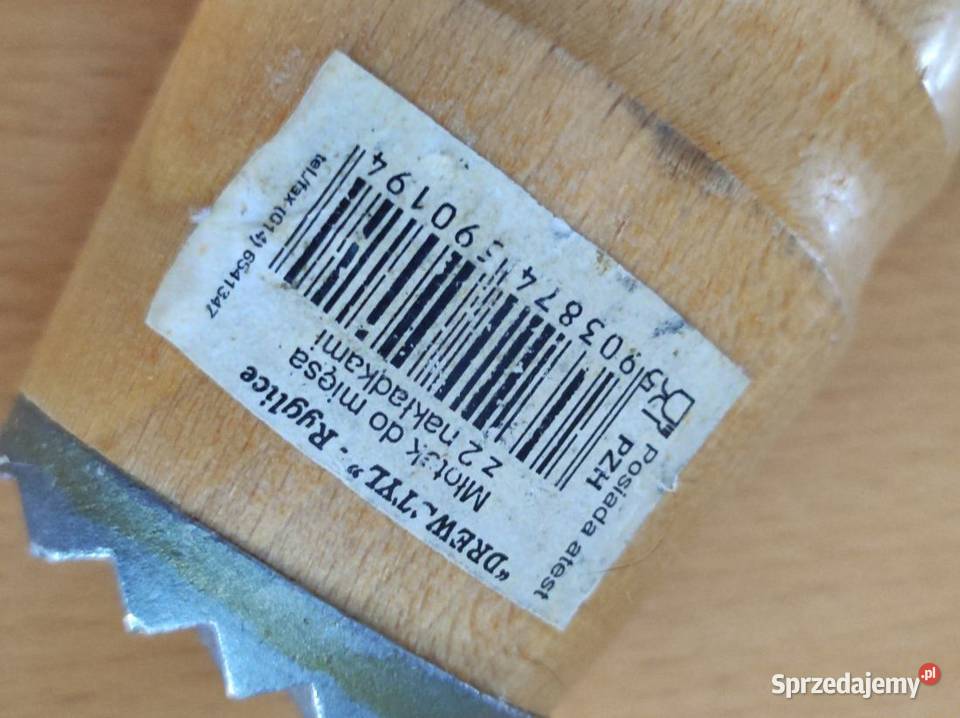 "DREW-TYL". Ryglice
Młotek do mięsa
z 2 nakładkami
5 903874 590194
tel./fax (014) 6541347
Posiada atest
PZH
Sprzedajemy.pl